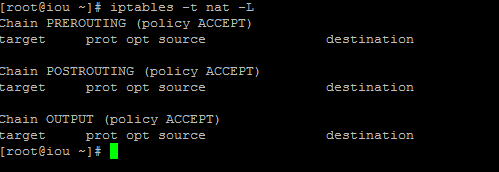 [root@iou ~]# iptables -t nat -L
Chain PREROUTING (policy ACCEPT)
target     prot opt source               destination

Chain POSTROUTING (policy ACCEPT)
target     prot opt source               destination

Chain OUTPUT (policy ACCEPT)
target     prot opt source               destination
[root@iou ~]#